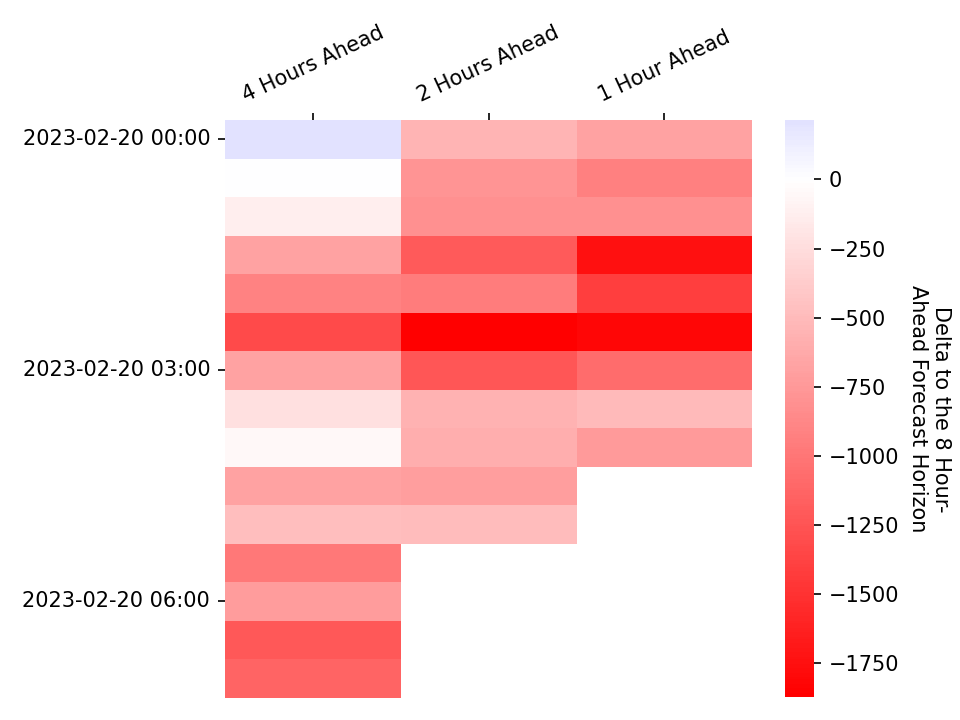 4 Hours Ahead
2 Hours Ahead
1 Hour Ahead
2023-02-20 00:00
2023-02-20 03:00
2023-02-20 06:00
0
−250
−500
−750
−1000
−1250
−1500
−1750
Delta to the 8 Hour-
Ahead Forecast Horizon